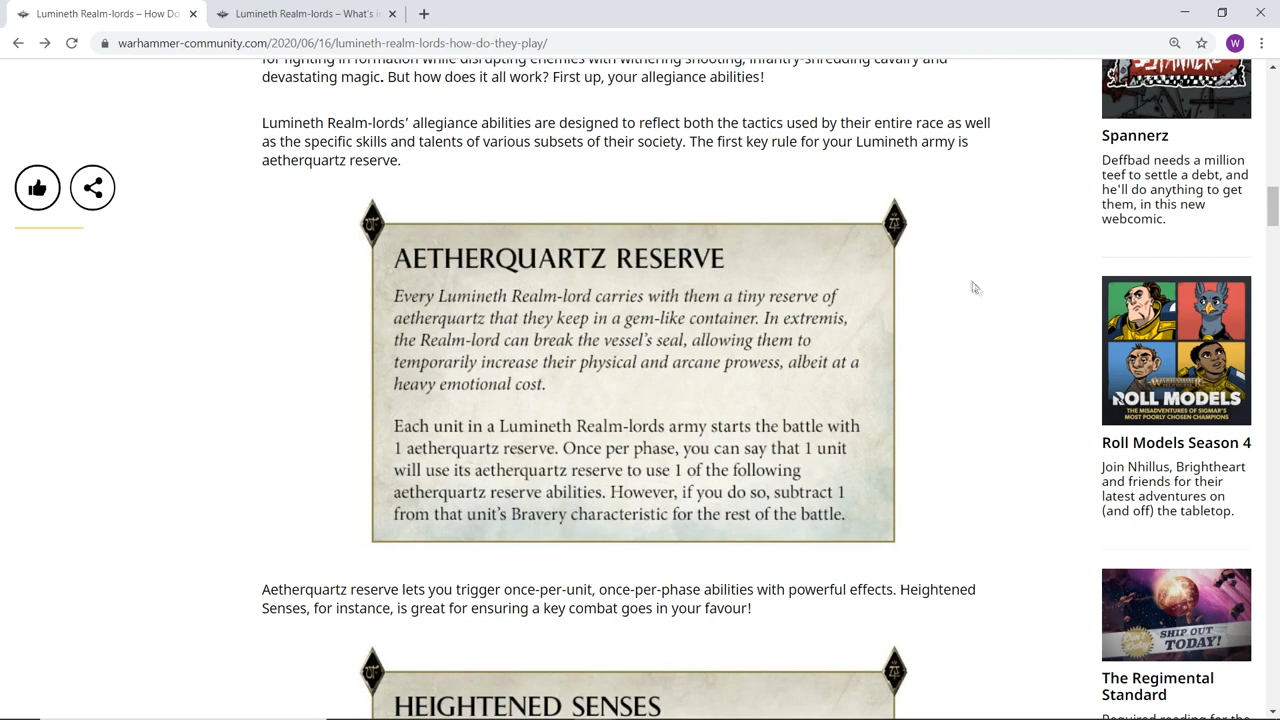 Lumineth Realm-lords – How Do
Lumineth Realm-lords – What's i
warhammer-community.com/2020/06/16/lumineth-realm-lords-how-do-they-play/
W
for fighting in formation while disrupting enemies with withering shooting, infantry-shredding cavalry and
devastating magic. But how does it all work? First up, your allegiance abilities!
Lumineth Realm-lords’ allegiance abilities are designed to reflect both the tactics used by their entire race as well
as the specific skills and talents of various subsets of their society. The first key rule for your Lumineth army is
aetherquartz reserve.
AETHERQUARTZ RESERVE
Every Lumineth Realm-lord carries with them a tiny reserve of
aetherquartz that they keep in a gem-like container. In extremis,
the Realm-lord can break the vessel’s seal, allowing them to
temporarily increase their physical and arcane prowess, albeit at a
heavy emotional cost.
Each unit in a Lumineth Realm-lords army starts the battle with
1 aetherquartz reserve. Once per phase, you can say that 1 unit
will use its aetherquartz reserve to use 1 of the following
aetherquartz reserve abilities. However, if you do so, subtract 1
from that unit’s Bravery characteristic for the rest of the battle.
Aetherquartz reserve lets you trigger once-per-unit, once-per-phase abilities with powerful effects. Heightened
Senses, for instance, is great for ensuring a key combat goes in your favour!
HEIGHTENED SENSES
SPANNERZ
Spannerz
Deffbad needs a million
teef to settle a debt, and
he'll do anything to get
them, in this new
webcomic.
WARHAMMER
ROLL MODELS
THE MISADVENTURES OF SIGMAR'S
MOST POORLY CHOSEN CHAMPIONS
Roll Models Season 4
Join Nhillus, Brightheart
and friends for their
latest adventures on
(and off) the tabletop.
SHIP OUT
TODAY!
The Regimental
Standard
Required reading for the